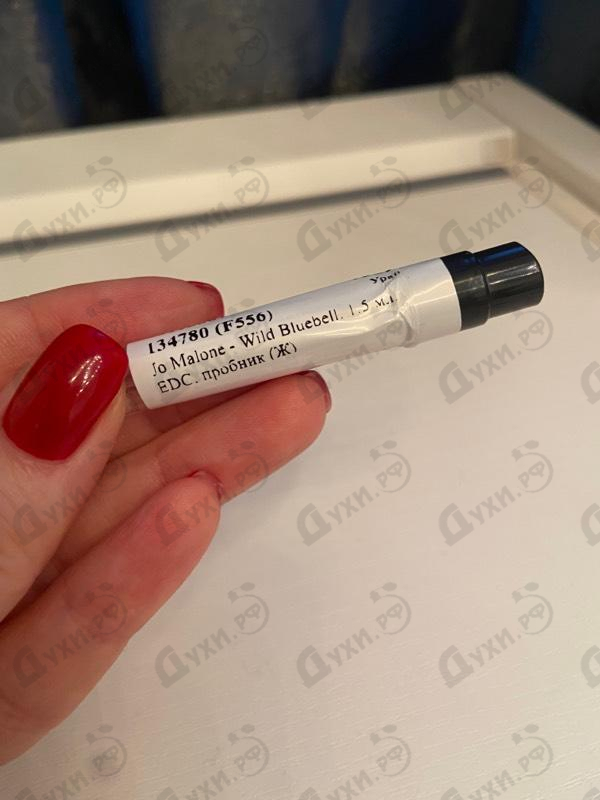 134780 (F556)
Jo Malone - Wild Bluebell. 1.5 мл.
EDC. пробник (Ж)
Духи.рф